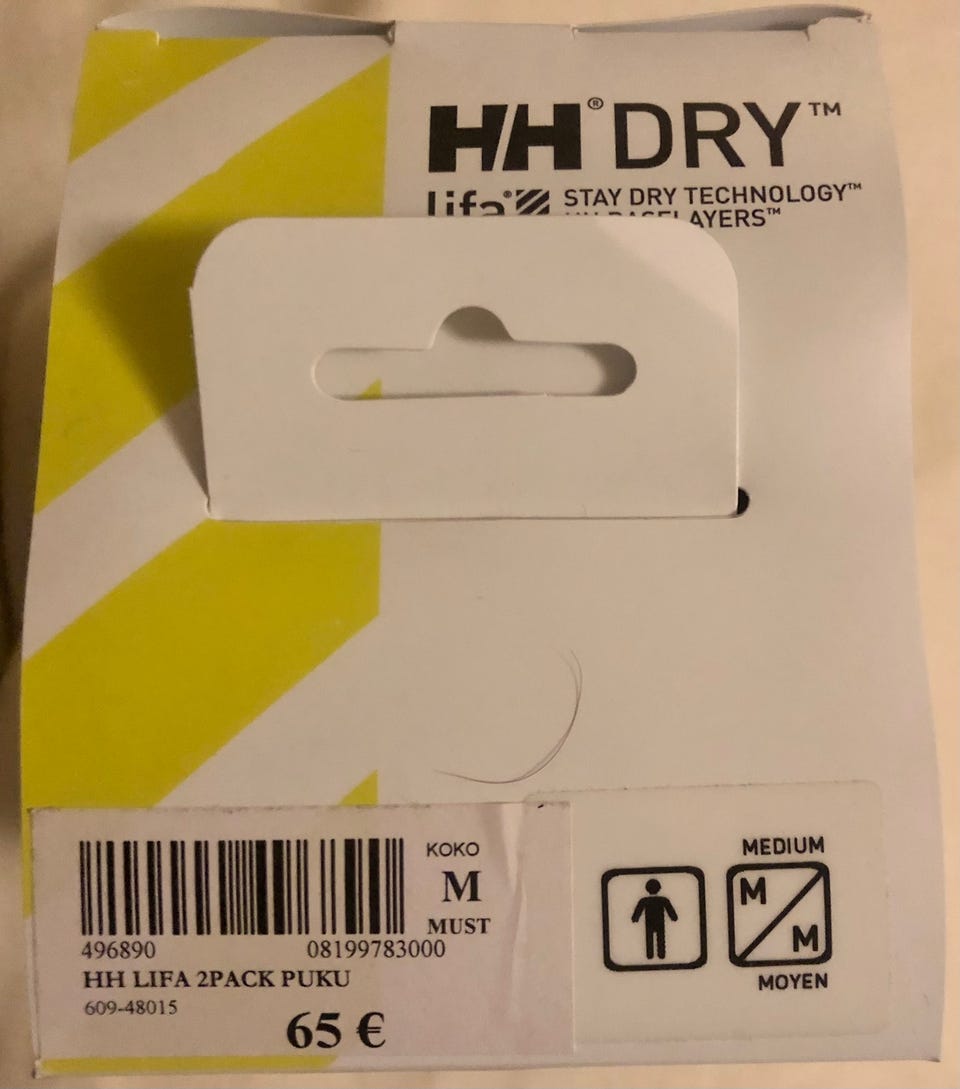 HH® DRY™
lifa® STAY DRY TECHNOLOGY™
BASELAYERS™
KOKO
M
MUST
496890 08199783000
HH LIFA 2PACK PUKU
609-48015
65 €
MEDIUM
M
M
MOYEN